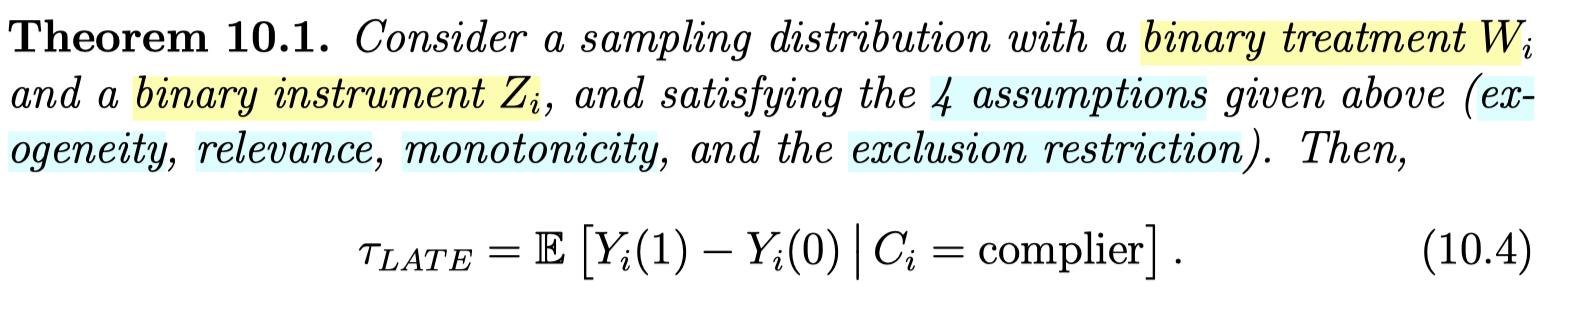 Theorem 10.1. Consider a sampling distribution with a binary treatment W_i
and a binary instrument Z_i, and satisfying the 4 assumptions given above (ex-
ogeneity, relevance, monotonicity, and the exclusion restriction). Then,
τ_{LATE} = 𝔼 [Y_i(1) − Y_i(0) | C_i = complier] . (10.4)